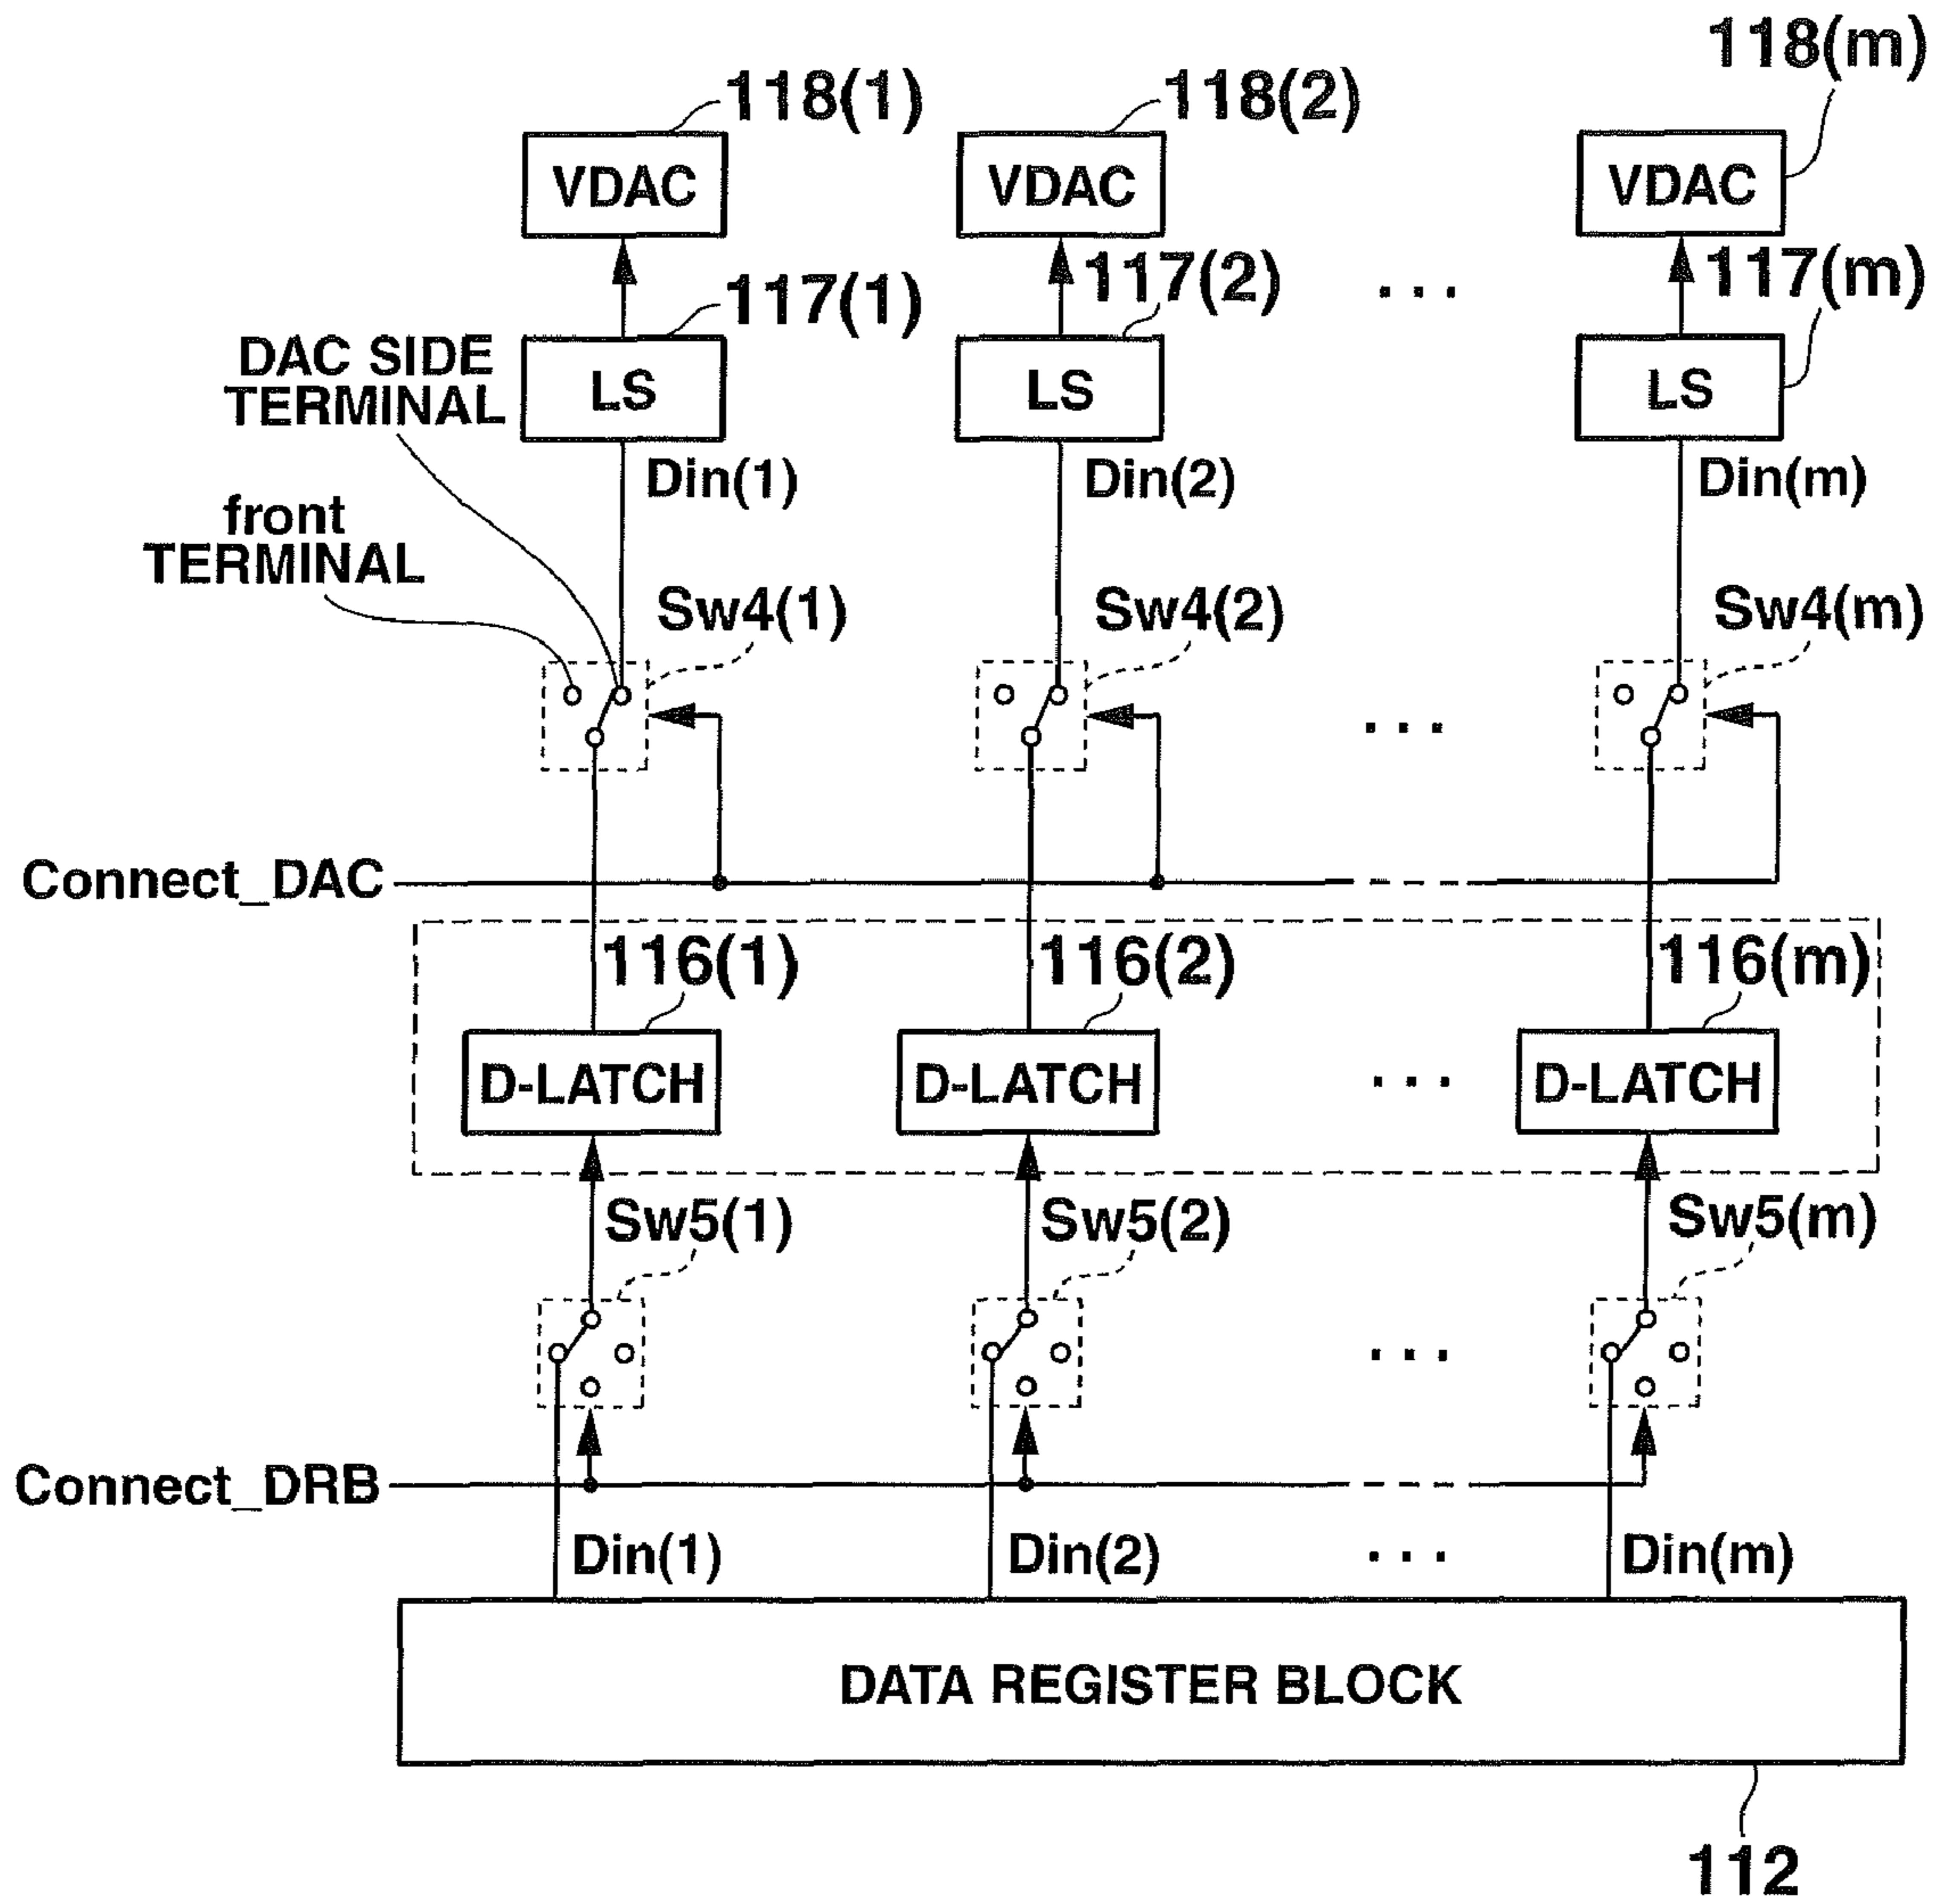 118(m)
118(1)
118(2)
VDAC
VDAC
VDAC
117(1)
117(2)
...
117(m)
DAC SIDE
TERMINAL
LS
LS
LS
Din(1)
Din(2)
Din(m)
front
TERMINAL
Sw4(1)
Sw4(2)
Sw4(m)
...
Connect_DAC
116(1)
116(2)
116(m)
D-LATCH
D-LATCH
...
D-LATCH
Sw5(1)
Sw5(2)
Sw5(m)
...
Connect_DRB
Din(1)
Din(2)
...
Din(m)
DATA REGISTER BLOCK
112